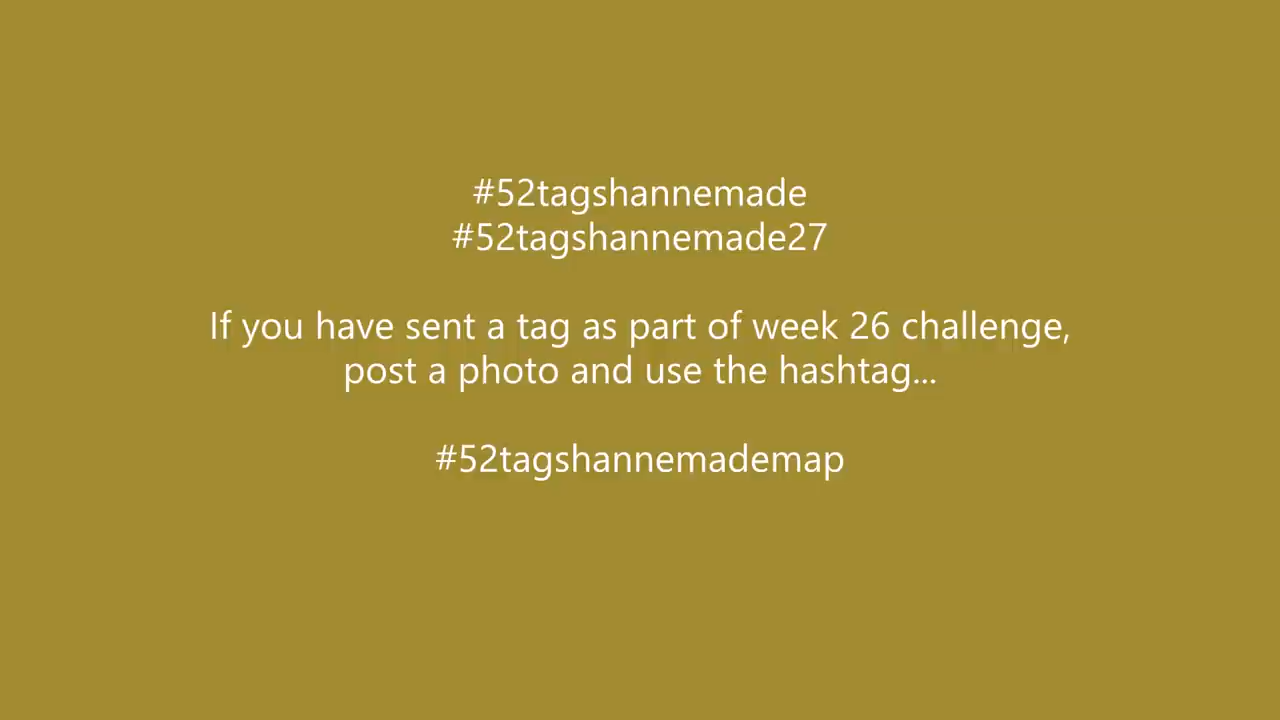 #52tagshannemade
#52tagshannemade27
If you have sent a tag as part of week 26 challenge,
post a photo and use the hashtag...
#52tagshannemademap